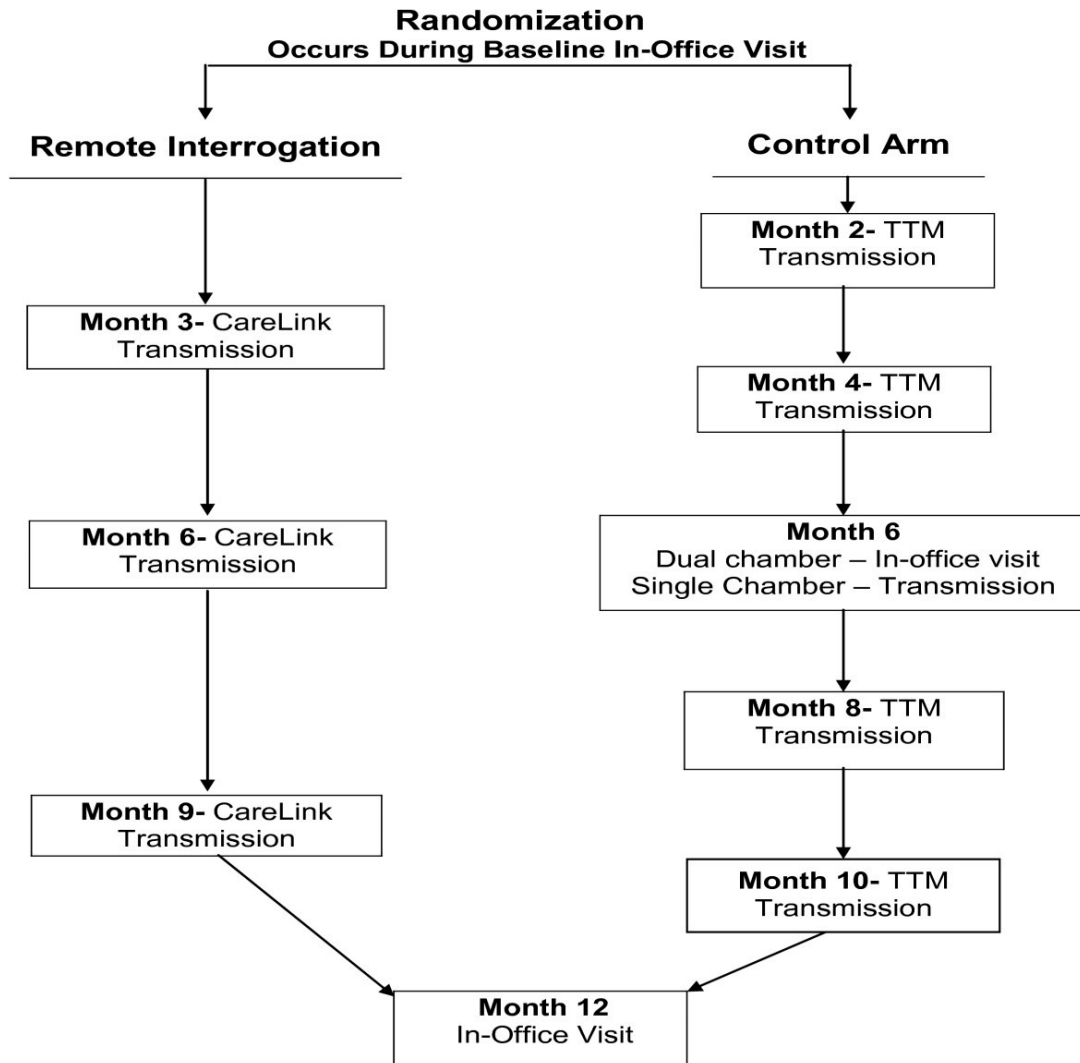 Randomization
Occurs During Baseline In-Office Visit
Remote Interrogation
Control Arm
Month 2- TTM
Transmission
Month 3- CareLink
Transmission
Month 4- TTM
Transmission
Month 6- CareLink
Transmission
Month 6
Dual chamber – In-office visit
Single Chamber – Transmission
Month 8- TTM
Transmission
Month 9- CareLink
Transmission
Month 10- TTM
Transmission
Month 12
In-Office Visit